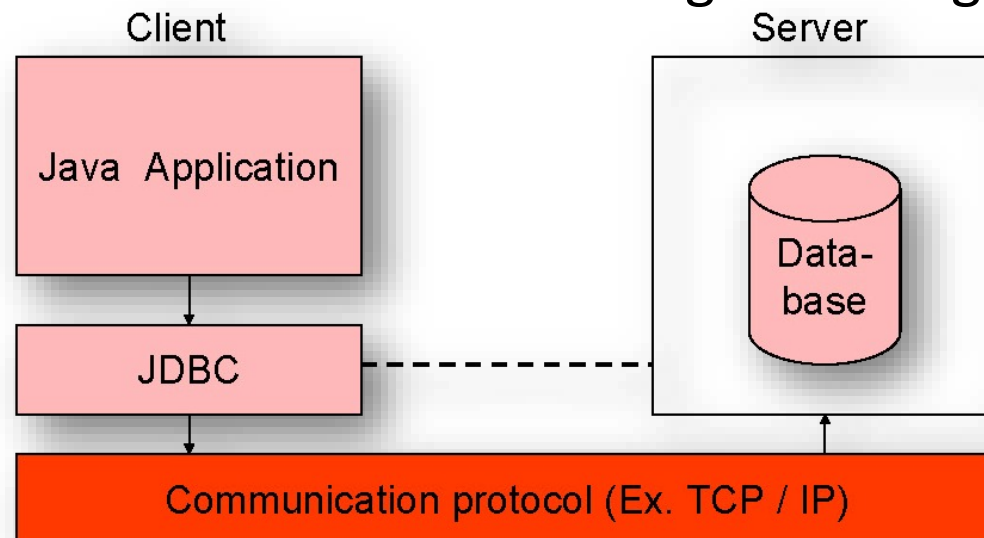 Client
Server
Java Application
Data-
base
JDBC
Communication protocol (Ex. TCP / IP)